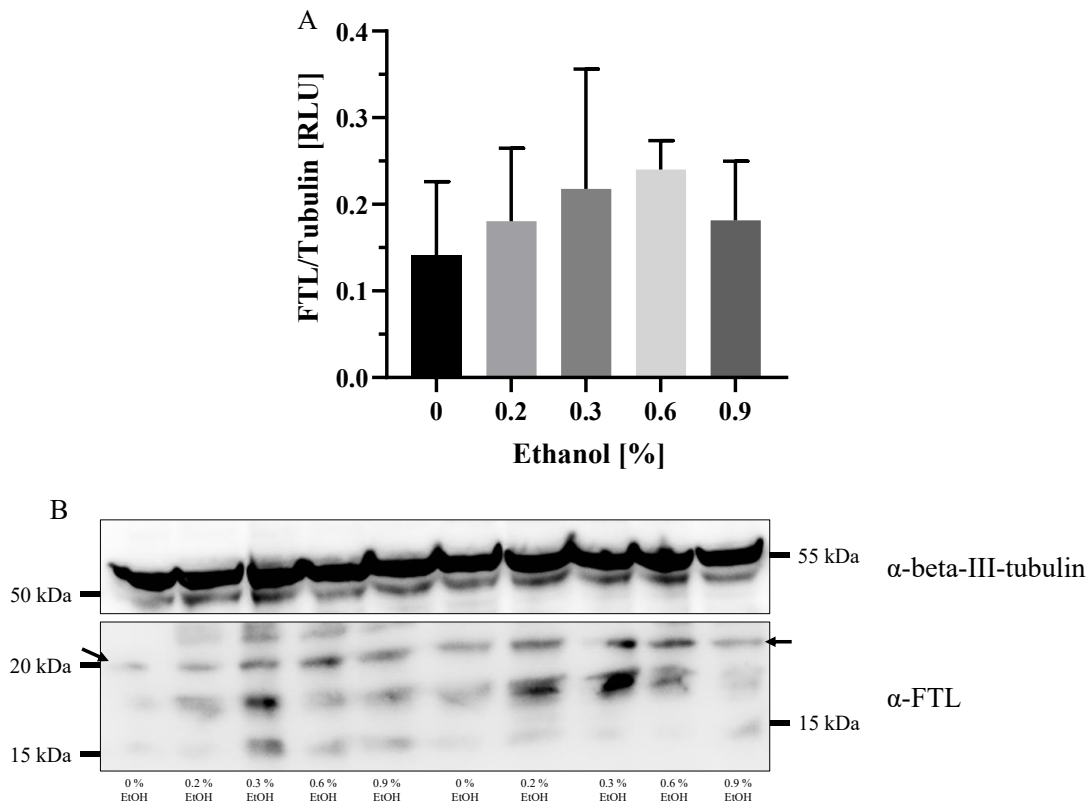 A
0.4
0.3
0.2
0.1
0.0
FTL/Tubulin [RLU]
0 0.2 0.3 0.6 0.9
Ethanol [%]
B
55 kDa
α-beta-III-tubulin
50 kDa
20 kDa
α-FTL
15 kDa
15 kDa
0 % 0.2 % 0.3 % 0.6 % 0.9 % 0 % 0.2 % 0.3 % 0.6 % 0.9 %
EtOH EtOH EtOH EtOH EtOH EtOH EtOH EtOH EtOH EtOH